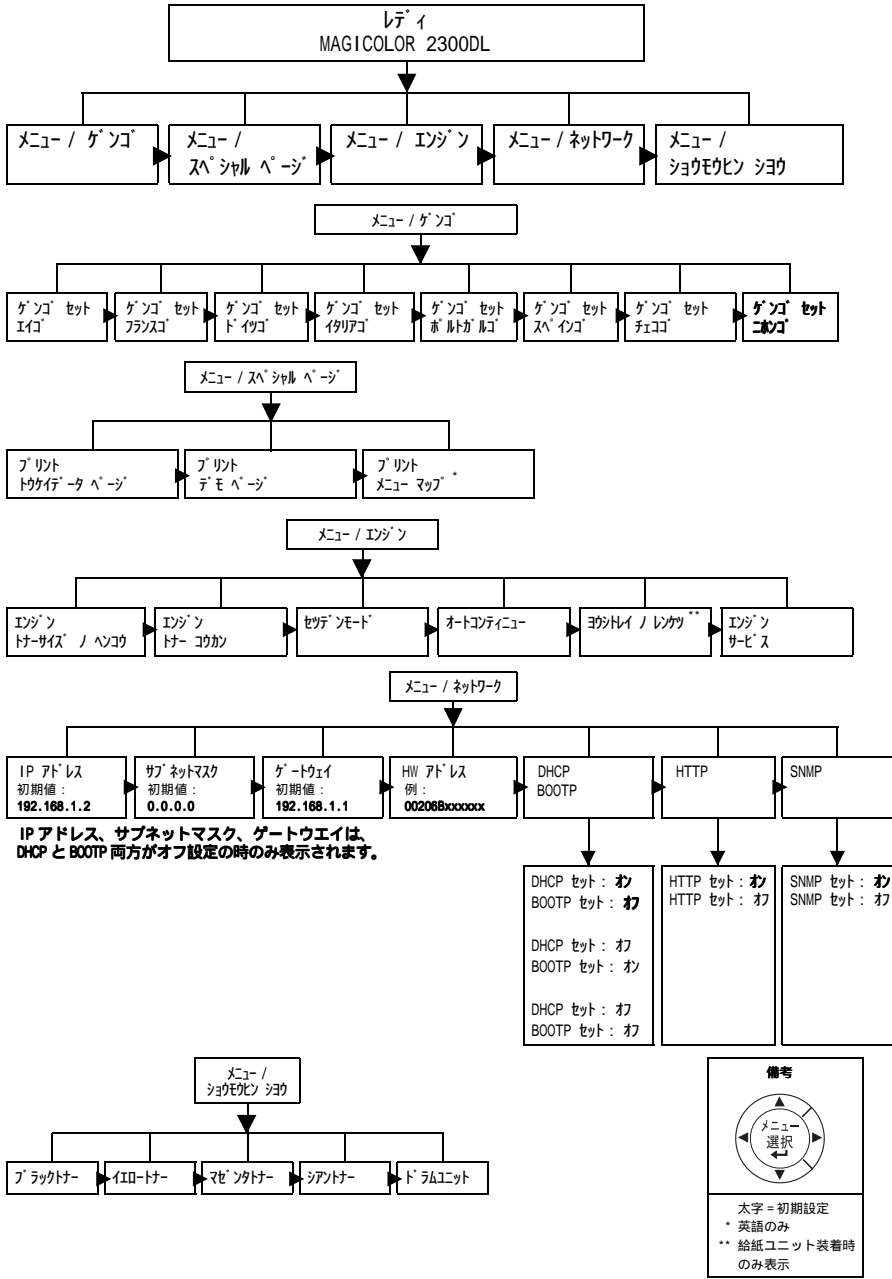 ﾚﾃﾞｨ
MAGICOLOR 2300DL
ﾒﾆｭｰ / ｹﾞﾝｺﾞ
ﾒﾆｭｰ /
ｽﾍﾟｼｬﾙ ﾍﾟｰｼﾞ
ﾒﾆｭｰ / ｴﾝｼﾞﾝ
ﾒﾆｭｰ / ﾈｯﾄﾜｰｸ
ﾒﾆｭｰ /
ｼｮｳﾓｳﾋﾝ ｼﾖｳ
ﾒﾆｭｰ / ｹﾞﾝｺﾞ
ｹﾞﾝｺﾞ ｾｯﾄ
ｴｲｺﾞ
ｹﾞﾝｺﾞ ｾｯﾄ
ﾌﾗﾝｽｺﾞ
ｹﾞﾝｺﾞ ｾｯﾄ
ﾄﾞｲﾂｺﾞ
ｹﾞﾝｺﾞ ｾｯﾄ
ｲﾀﾘｱｺﾞ
ｹﾞﾝｺﾞ ｾｯﾄ
ﾎﾟﾙﾄｶﾞﾙｺﾞ
ｹﾞﾝｺﾞ ｾｯﾄ
ｽﾍﾟｲﾝｺﾞ
ｹﾞﾝｺﾞ ｾｯﾄ
ﾁｪｺｺﾞ
ｹﾞﾝｺﾞ ｾｯﾄ
ﾆﾎﾝｺﾞ
ﾒﾆｭｰ / ｽﾍﾟｼｬﾙ ﾍﾟｰｼﾞ
ﾌﾟﾘﾝﾄ
ﾄｳｹｲﾃﾞｰﾀ ﾍﾟｰｼﾞ
ﾌﾟﾘﾝﾄ
ﾃﾞﾓ ﾍﾟｰｼﾞ
ﾌﾟﾘﾝﾄ
ﾒﾆｭｰ ﾏｯﾌﾟ *
ﾒﾆｭｰ / ｴﾝｼﾞﾝ
ｴﾝｼﾞﾝ
ﾄﾅｰｻｲｽﾞ ﾉ ﾍﾝｺｳ
ｴﾝｼﾞﾝ
ﾄﾅｰ ｺｳｶﾝ
ｾﾂﾃﾞﾝﾓｰﾄﾞ
ｵｰﾄｺﾝﾃｨﾆｭｰ
ﾖｳｼﾄﾚｲ ﾉ ﾚﾝｹﾂ **
ｴﾝｼﾞﾝ
ｻｰﾋﾞｽ
ﾒﾆｭｰ / ﾈｯﾄﾜｰｸ
IP ｱﾄﾞﾚｽ
初期値：
192.168.1.2
ｻﾌﾞﾈｯﾄﾏｽｸ
初期値：
0.0.0.0
ｹﾞｰﾄｳｪｲ
初期値：
192.168.1.1
HW ｱﾄﾞﾚｽ
例：
00206Bxxxxxx
DHCP
BOOTP
HTTP
SNMP
IP アドレス、サブネットマスク、ゲートウエイは、
DHCP と BOOTP 両方がオフ設定の時のみ表示されます。
DHCP ｾｯﾄ： ｵﾝ
BOOTP ｾｯﾄ： ｵﾌ
DHCP ｾｯﾄ： ｵﾌ
BOOTP ｾｯﾄ： ｵﾝ
DHCP ｾｯﾄ： ｵﾌ
BOOTP ｾｯﾄ： ｵﾌ
HTTP ｾｯﾄ： ｵﾝ
HTTP ｾｯﾄ： ｵﾌ
SNMP ｾｯﾄ： ｵﾝ
SNMP ｾｯﾄ： ｵﾌ
ﾒﾆｭｰ /
ｼｮｳﾓｳﾋﾝ ｼﾖｳ
ﾌﾞﾗｯｸﾄﾅｰ
ｲｴﾛｰﾄﾅｰ
ﾏｾﾞﾝﾀﾄﾅｰ
ｼｱﾝﾄﾅｰ
ﾄﾞﾗﾑﾕﾆｯﾄ
備考
メニュー
選択
太字＝初期設定
* 英語のみ
** 給紙ユニット装着時
のみ表示